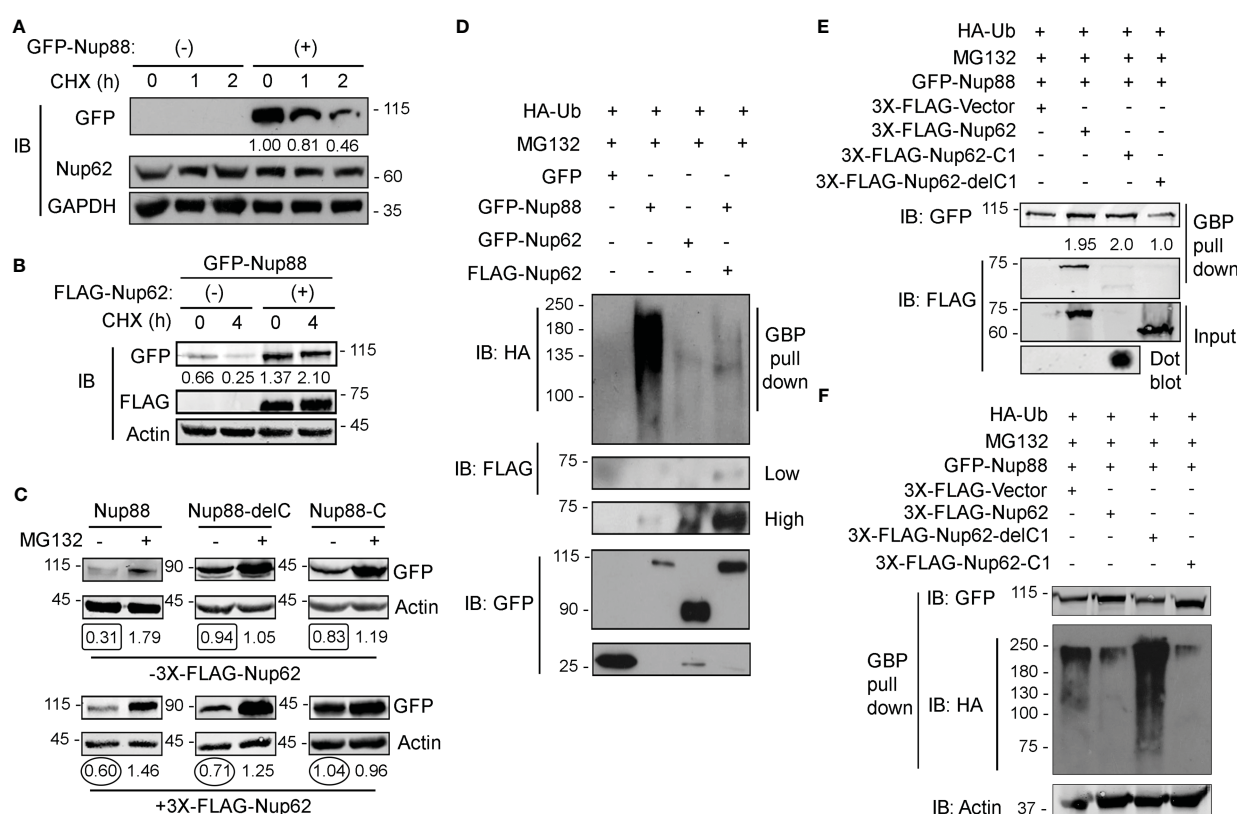 A
GFP-Nup88: (-) (+)
CHX (h) 0 1 2 0 1 2
IB
GFP - 115
1.00 0.81 0.46
Nup62 - 60
GAPDH - 35
B
GFP-Nup88
FLAG-Nup62: (-) (+)
CHX (h) 0 4 0 4
IB
GFP - 115
0.66 0.25 1.37 2.10
FLAG - 75
Actin - 45
C
Nup88 Nup88-delC Nup88-C
MG132 - + - + - +
115 - 90 - 45 - GFP
45 - 45 - 45 - Actin
0.31 1.79 0.94 1.05 0.83 1.19
-3X-FLAG-Nup62
115 - 90 - 45 - GFP
45 - 45 - 45 - Actin
0.60 1.46 0.71 1.25 1.04 0.96
+3X-FLAG-Nup62
D
HA-Ub + + + +
MG132 + + + +
GFP + - - -
GFP-Nup88 - + - +
GFP-Nup62 - - + -
FLAG-Nup62 - - - +
IB: HA
250 -
180 -
135 -
100 -
GBP
pull
down
IB: FLAG 75 - Low
75 - High
IB: GFP
115 -
90 -
25 -
E
HA-Ub + + + +
MG132 + + + +
GFP-Nup88 + + + +
3X-FLAG-Vector + - - -
3X-FLAG-Nup62 - + - -
3X-FLAG-Nup62-C1 - - + -
3X-FLAG-Nup62-delC1 - - - +
IB: GFP 115 -
1.95 2.0 1.0
GBP
pull
down
IB: FLAG
75 -
75 -
60 -
Input
Dot
blot
F
HA-Ub + + + +
MG132 + + + +
GFP-Nup88 + + + +
3X-FLAG-Vector + - - -
3X-FLAG-Nup62 - + - -
3X-FLAG-Nup62-delC1 - - + -
3X-FLAG-Nup62-C1 - - - +
GBP
pull
down
IB: GFP 115 -
IB: HA
250 -
180 -
130 -
100 -
75 -
IB: Actin 37 -